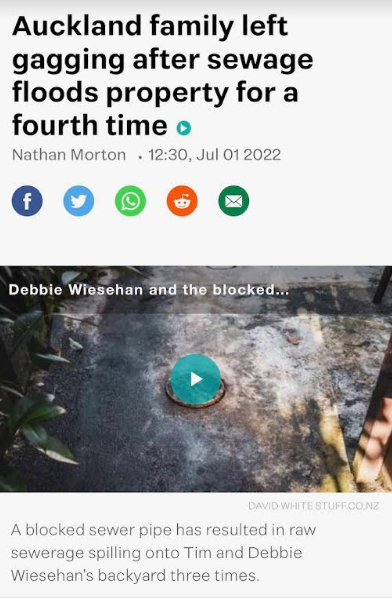 Auckland family left
gagging after sewage
floods property for a
fourth time
Nathan Morton • 12:30, Jul 01 2022
Debbie Wiesehan and the blocked...
DAVID WHITE STUFF.CO.NZ
A blocked sewer pipe has resulted in raw
sewerage spilling onto Tim and Debbie
Wiesehan's backyard three times.